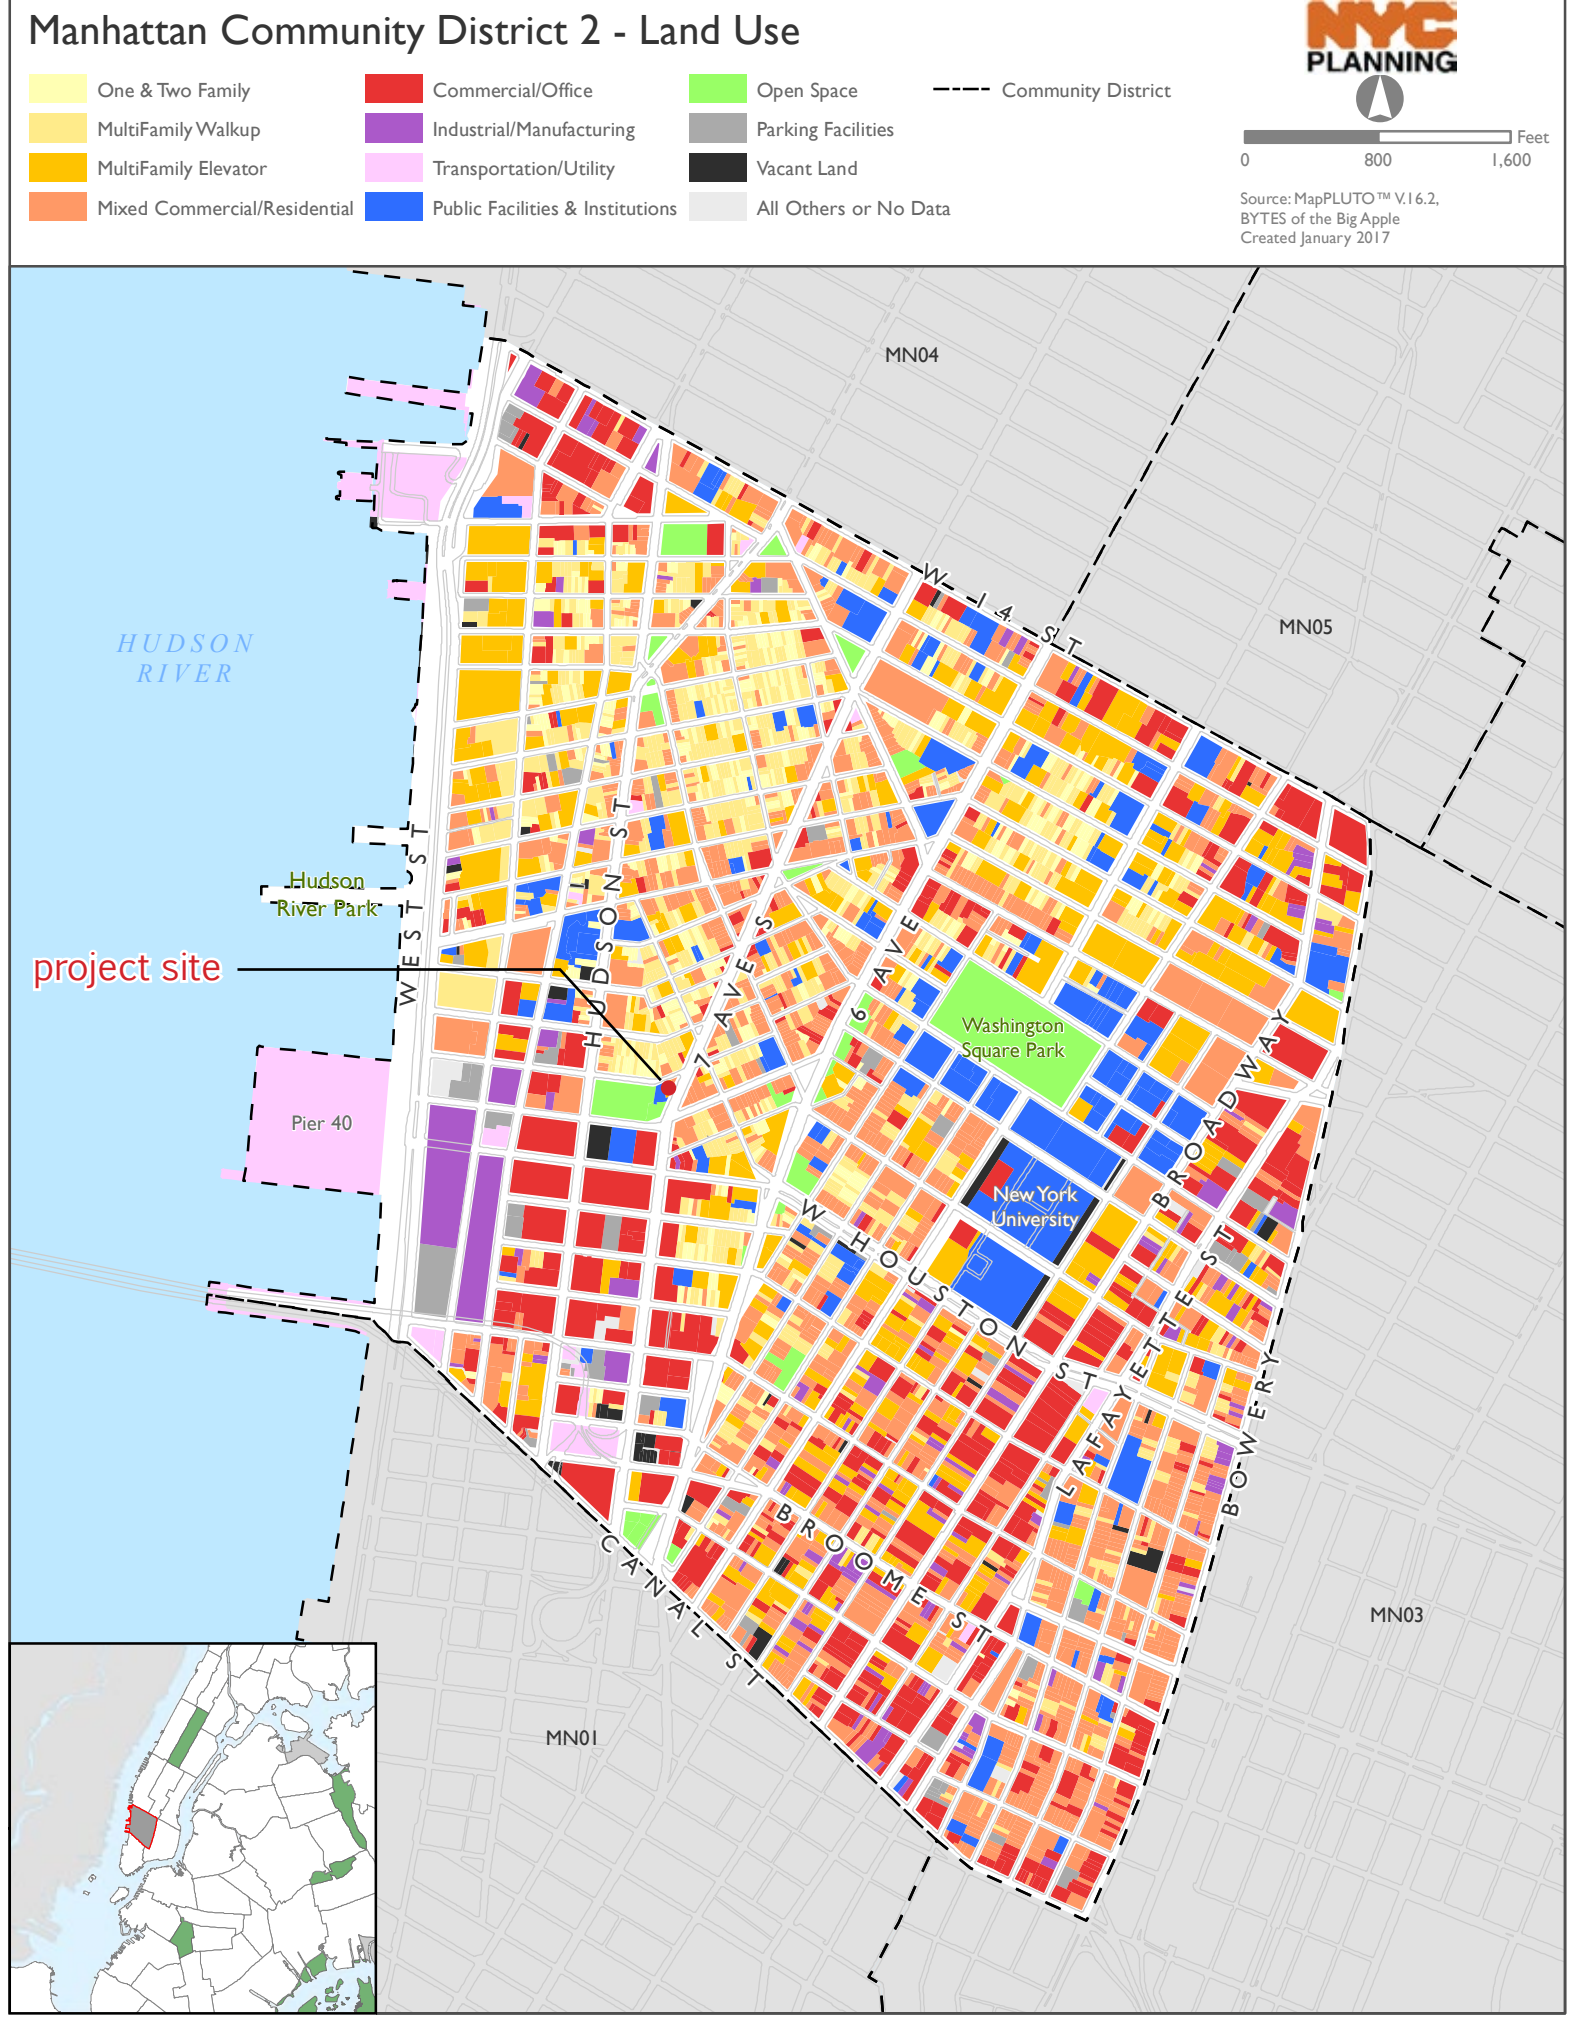 Manhattan Community District 2 - Land Use
NYC
PLANNING
One & Two Family
MultiFamily Walkup
MultiFamily Elevator
Mixed Commercial/Residential
Commercial/Office
Industrial/Manufacturing
Transportation/Utility
Public Facilities & Institutions
Open Space
Parking Facilities
Vacant Land
All Others or No Data
Community District
Feet
0 800 1,600
Source: MapPLUTO™ V.16.2,
BYTES of the Big Apple
Created January 2017
MN04
MN05
W 14 ST
HUDSON
RIVER
WEST ST
HUDSON ST
Hudson
River Park
project site
7 AVE S
6 AVE
Washington
Square Park
BROADWAY
Pier 40
New York
University
W HOUSTON ST
LAFAYETTE ST
BOWERY
BROOME ST
CANAL ST
MN03
MN01